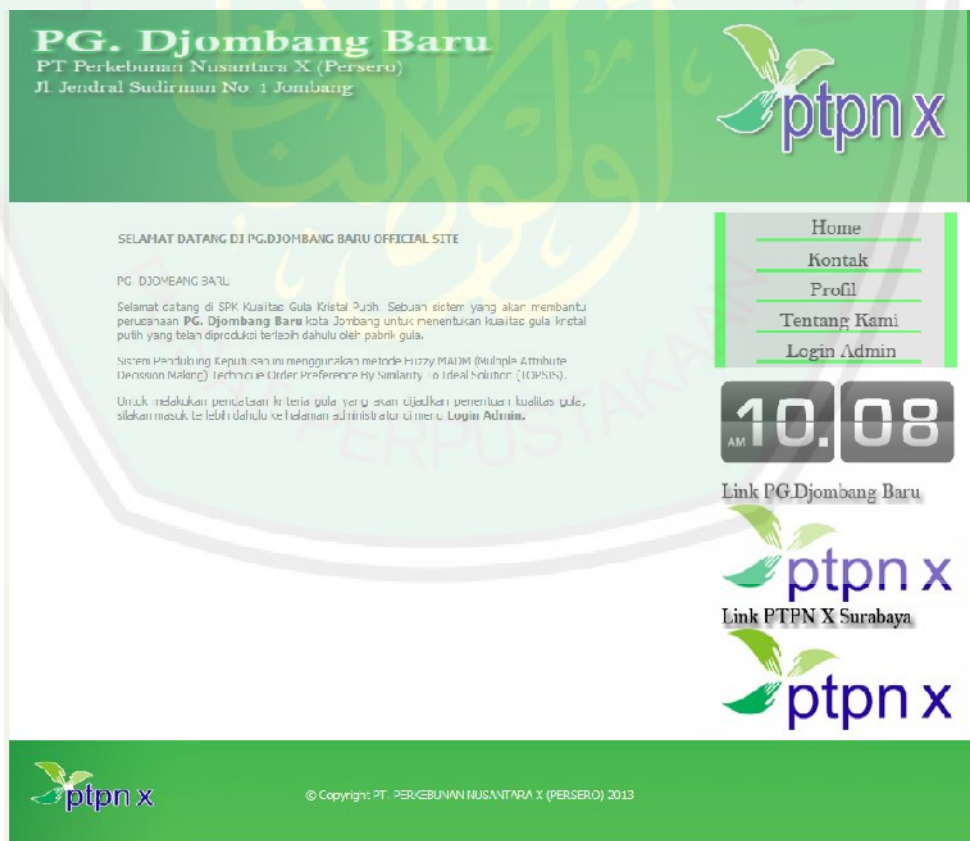 PG. Djombang Baru
PT Perkebunan Nusantara X (Persero)
Jl. Jendral Sudirman No. 1 Jombang
ptpn x
SELAMAT DATANG DI PG.DJOMBANG BARU OFFICIAL SITE
PG. DJOMBANG BARU
Selamat datang di SPK Kualitas Gula Kristal Putih. Sebuah sistem yang akan membantu
perusahaan PG. Djombang Baru kota Jombang untuk menentukan kualitas gula kristal
putih yang telah diproduksi terlebih dahulu oleh pabrik gula.
Sistem Pendukung Keputusan ini menggunakan metode Fuzzy MADM (Multiple Attribute
Decission Making) Technique Order Preference By Similarity To Ideal Solution (TOPSIS).
Untuk melakukan pendataan kriteria gula yang akan dijadikan penentuan kualitas gula,
silakan masuk terlebih dahulu ke halaman administrator di menu Login Admin.
Home
Kontak
Profil
Tentang Kami
Login Admin
AM 10.08
Link PG.Djombang Baru
ptpn x
Link PTPN X Surabaya
ptpn x
ptpn x
© Copyright PT. PERKEBUNAN NUSANTARA X (PERSERO) 2013
PERPUSTAKAAN